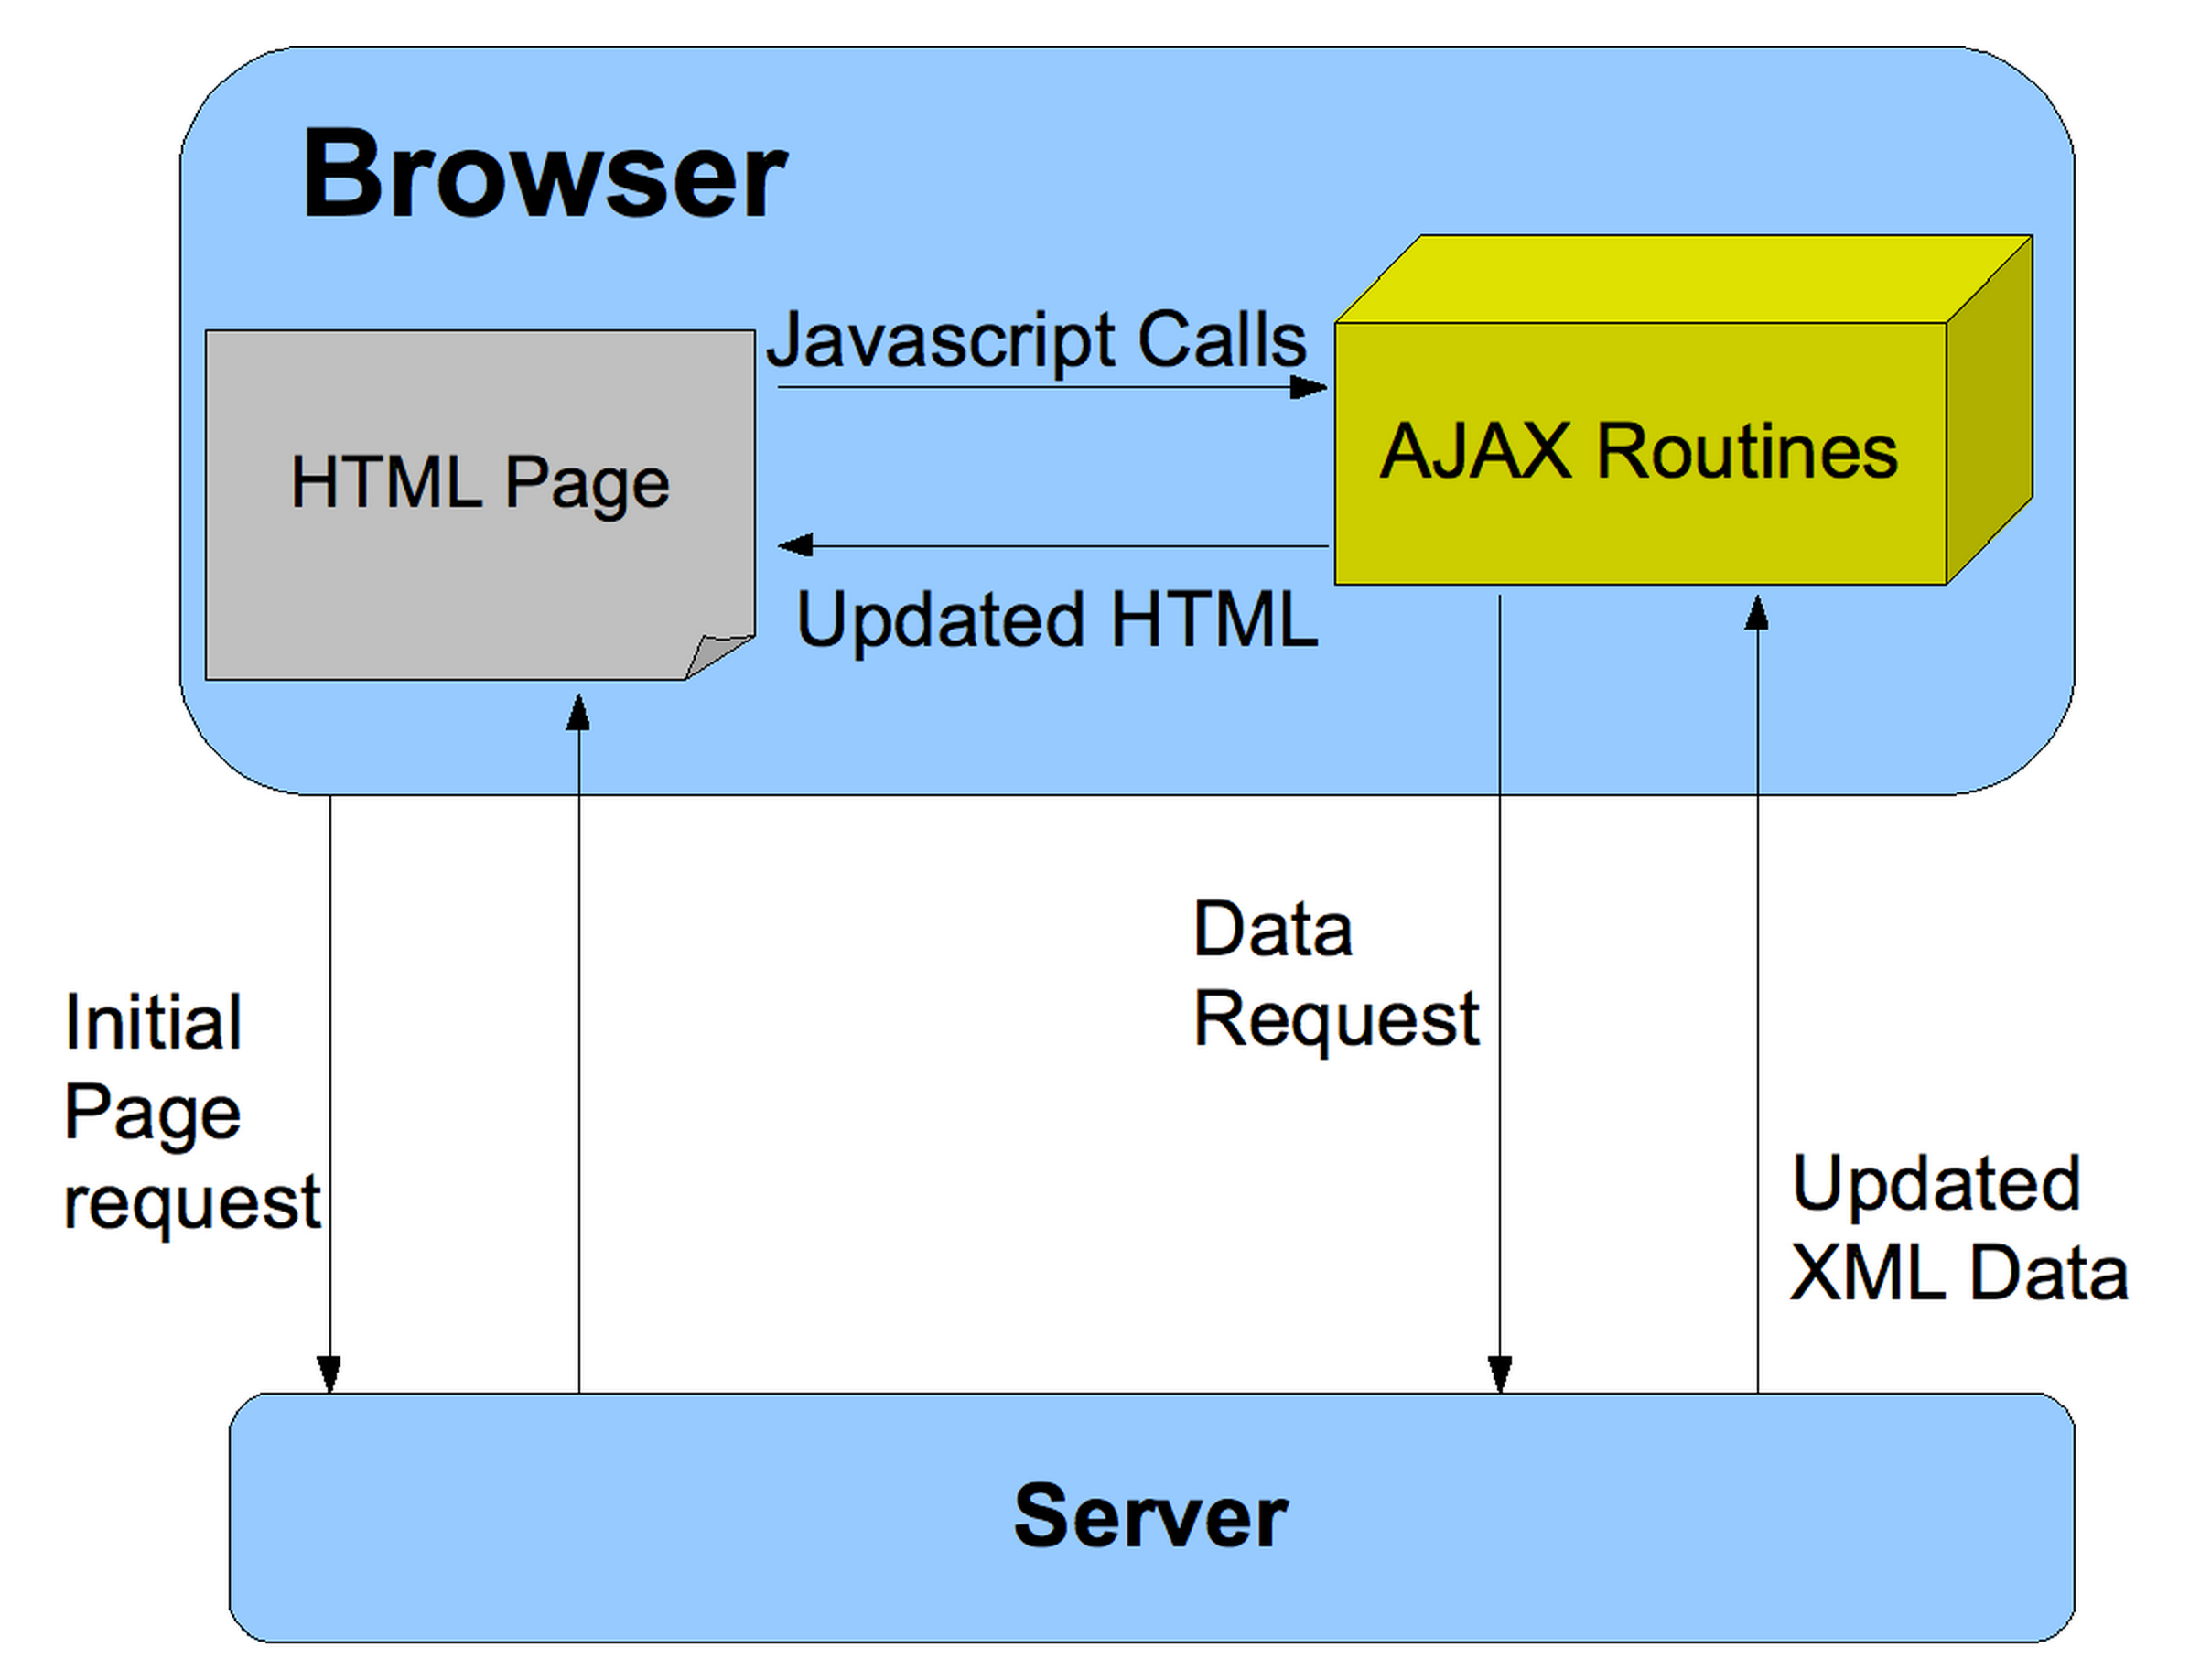 Browser
Javascript Calls
HTML Page
AJAX Routines
Updated HTML
Initial
Page
request
Data
Request
Updated
XML Data
Server